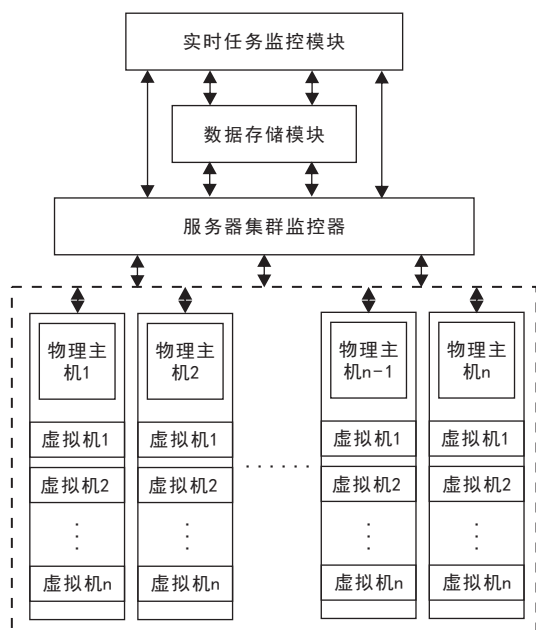 实时任务监控模块
数据存储模块
服务器集群监控器
物理主
机1
物理主
机2
物理主
机n-1
物理主
机n
虚拟机1
虚拟机1
虚拟机1
虚拟机1
······
虚拟机2
虚拟机2
虚拟机2
虚拟机2
虚拟机n
虚拟机n
虚拟机n
虚拟机n